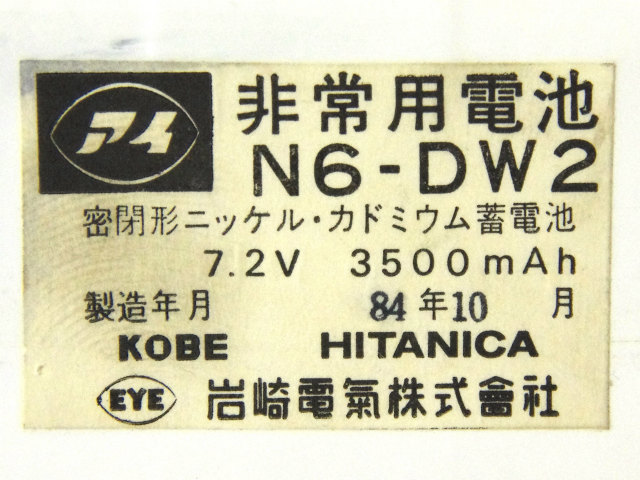 アイ
非常用電池
N6-DW2
密閉形ニッケル・カドミウム蓄電池
7.2V 3500mAh
製造年月 84年10月
KOBE HITANICA
EYE 岩崎電氣株式會社